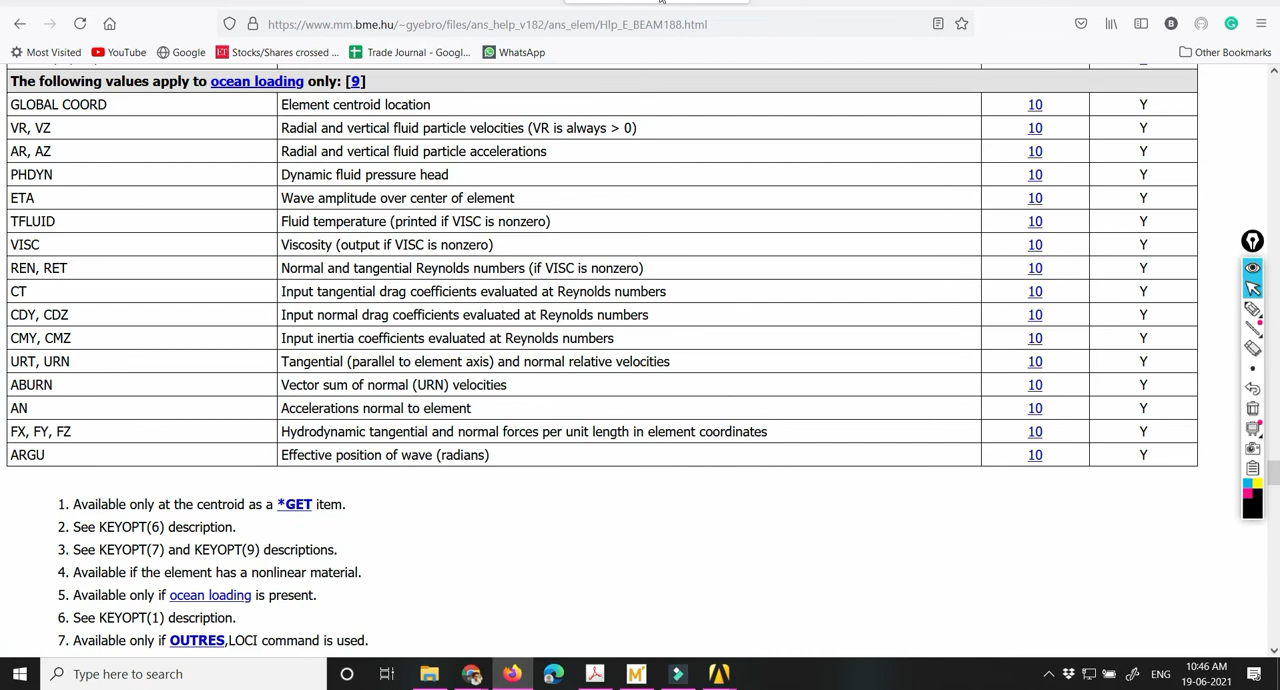 https://www.mm.bme.hu/~gyebro/files/ans_help_v182/ans_elem/Hlp_E_BEAM188.html
Most Visited YouTube Google Stocks/Shares crossed ... Trade Journal - Googl... WhatsApp Other Bookmarks
The following values apply to ocean loading only: [9]
GLOBAL COORD Element centroid location 10 Y
VR, VZ Radial and vertical fluid particle velocities (VR is always > 0) 10 Y
AR, AZ Radial and vertical fluid particle accelerations 10 Y
PHDYN Dynamic fluid pressure head 10 Y
ETA Wave amplitude over center of element 10 Y
TFLUID Fluid temperature (printed if VISC is nonzero) 10 Y
VISC Viscosity (output if VISC is nonzero) 10 Y
REN, RET Normal and tangential Reynolds numbers (if VISC is nonzero) 10 Y
CT Input tangential drag coefficients evaluated at Reynolds numbers 10 Y
CDY, CDZ Input normal drag coefficients evaluated at Reynolds numbers 10 Y
CMY, CMZ Input inertia coefficients evaluated at Reynolds numbers 10 Y
URT, URN Tangential (parallel to element axis) and normal relative velocities 10 Y
ABURN Vector sum of normal (URN) velocities 10 Y
AN Accelerations normal to element 10 Y
FX, FY, FZ Hydrodynamic tangential and normal forces per unit length in element coordinates 10 Y
ARGU Effective position of wave (radians) 10 Y
1. Available only at the centroid as a *GET item.
2. See KEYOPT(6) description.
3. See KEYOPT(7) and KEYOPT(9) descriptions.
4. Available if the element has a nonlinear material.
5. Available only if ocean loading is present.
6. See KEYOPT(1) description.
7. Available only if OUTRES,LOCI command is used.
Type here to search
ENG
10:46 AM
19-06-2021